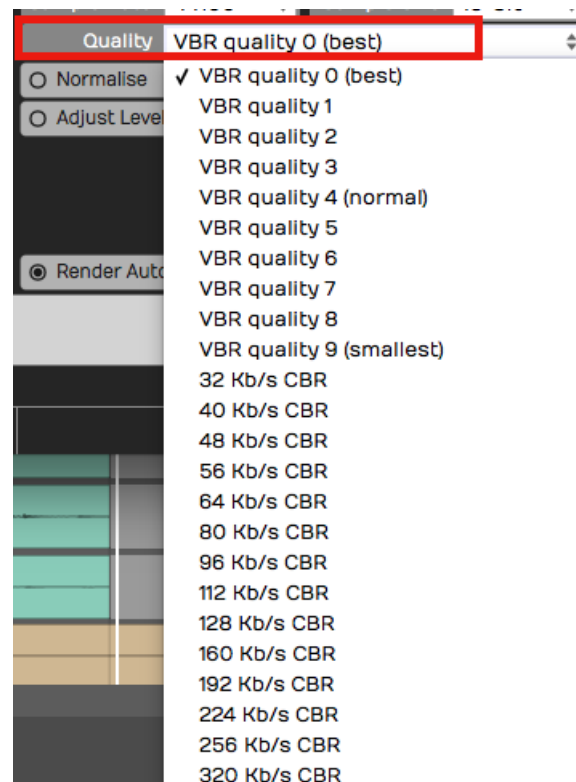 Quality VBR quality 0 (best)
Normalise ✓ VBR quality 0 (best)
Adjust Level VBR quality 1
VBR quality 2
VBR quality 3
VBR quality 4 (normal)
VBR quality 5
VBR quality 6
Render Auto VBR quality 7
VBR quality 8
VBR quality 9 (smallest)
32 Kb/s CBR
40 Kb/s CBR
48 Kb/s CBR
56 Kb/s CBR
64 Kb/s CBR
80 Kb/s CBR
96 Kb/s CBR
112 Kb/s CBR
128 Kb/s CBR
160 Kb/s CBR
192 Kb/s CBR
224 Kb/s CBR
256 Kb/s CBR
320 Kb/s CBR